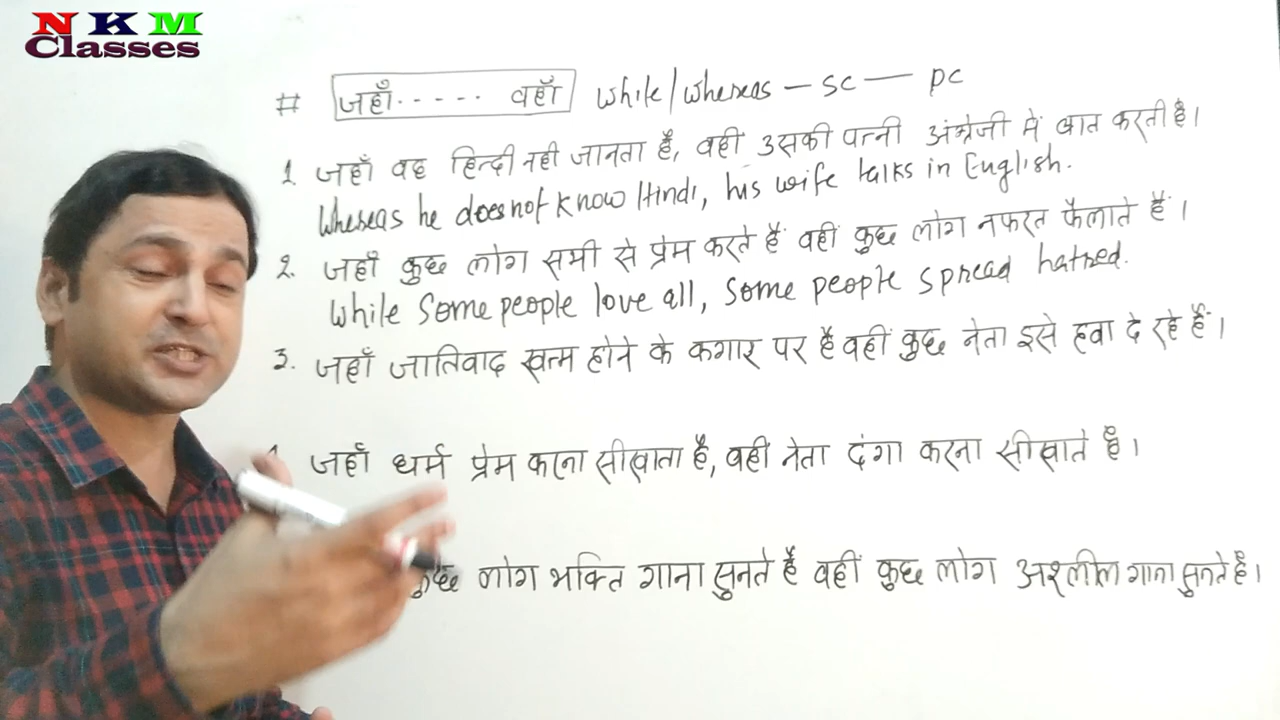 NKM
Classes
# जहाँ..... वहाँ while/whereas – sc — pc
1. जहाँ वह हिन्दी नही जानता है, वहीं उसकी पत्नी अंग्रेजी में बात करती है।
Whereas he does not know Hindi, his wife talks in English.
2. जहाँ कुछ लोग सभी से प्रेम करते हैं वहीं कुछ लोग नफरत फैलाते हैं।
While some people love all, some people spread hatred.
3. जहाँ जातिवाद खत्म होने के कगार पर है वहीं कुछ नेता इसे हवा दे रहे हैं।
जहाँ धर्म प्रेम करना सीखाता है, वहीं नेता दंगा करना सीखाते हैं।
कुछ लोग भक्ति गाना सुनते हैं वहीं कुछ लोग अश्लील गाना सुनते हैं।